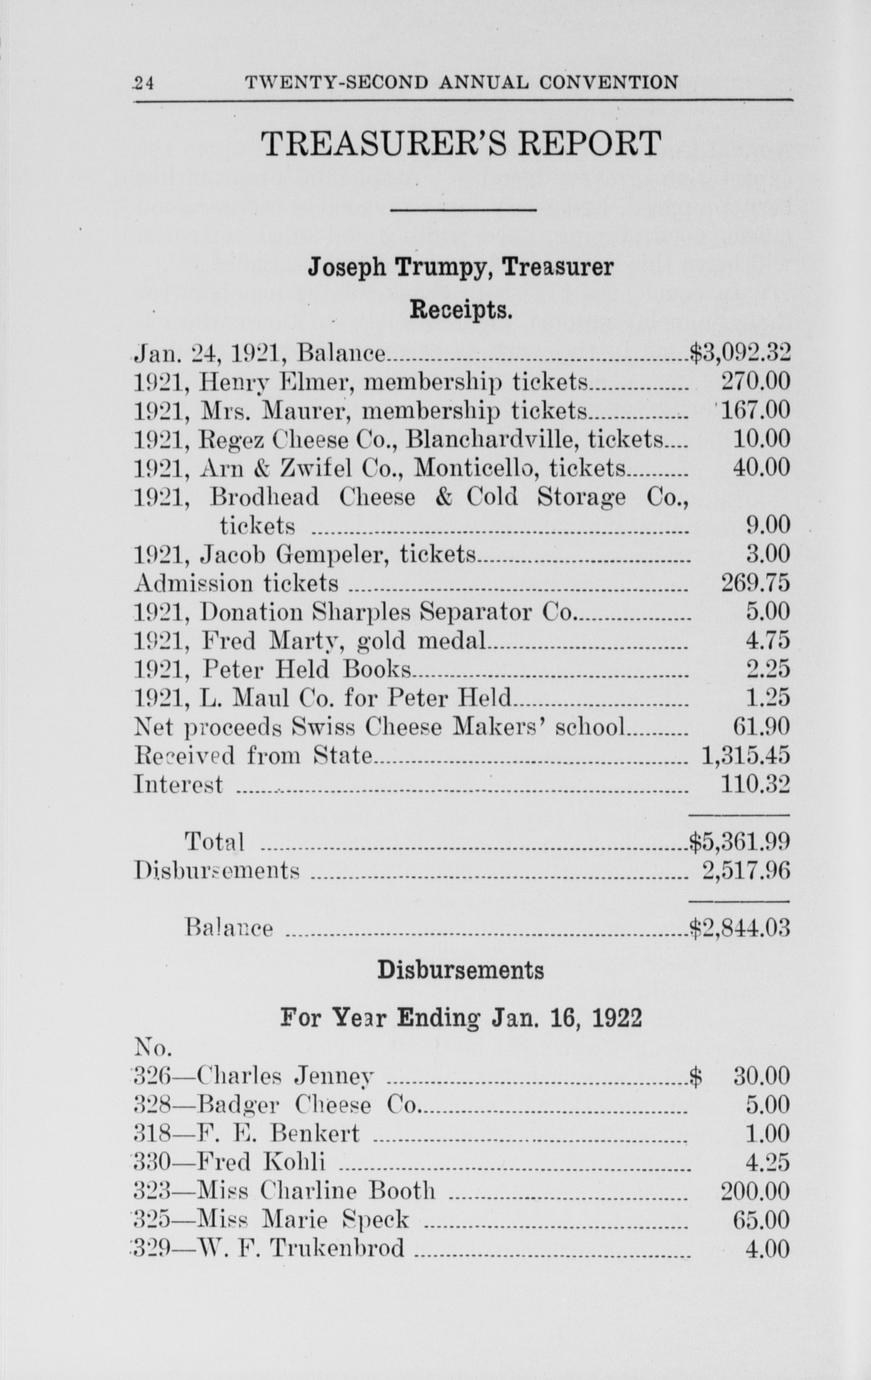 24 TWENTY-SECOND ANNUAL CONVENTION
TREASURER'S REPORT
Joseph Trumpy, Treasurer
Receipts.
Jan. 24, 1921, Balance $3,092.32
1921, Henry Elmer, membership tickets 270.00
1921, Mrs. Maurer, membership tickets 167.00
1921, Regez Cheese Co., Blanchardville, tickets 10.00
1921, Arn & Zwifel Co., Monticello, tickets 40.00
1921, Brodhead Cheese & Cold Storage Co.,
tickets 9.00
1921, Jacob Gempeler, tickets 3.00
Admission tickets 269.75
1921, Donation Sharples Separator Co. 5.00
1921, Fred Marty, gold medal 4.75
1921, Peter Held Books 2.25
1921, L. Maul Co. for Peter Held 1.25
Net proceeds Swiss Cheese Makers' school 61.90
Received from State 1,315.45
Interest 110.32
Total $5,361.99
Disbursements 2,517.96
Balance $2,844.03
Disbursements
For Year Ending Jan. 16, 1922
No.
326—Charles Jenney $ 30.00
328—Badger Cheese Co. 5.00
318—F. E. Benkert 1.00
330—Fred Kohli 4.25
323—Miss Charline Booth 200.00
325—Miss Marie Speck 65.00
329—W. F. Trukenbrod 4.00